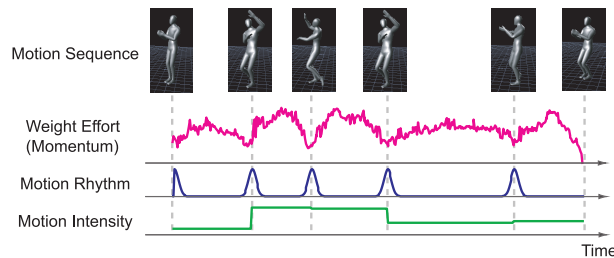 Motion Sequence
Weight Effort
(Momentum)
Motion Rhythm
Motion Intensity
Time